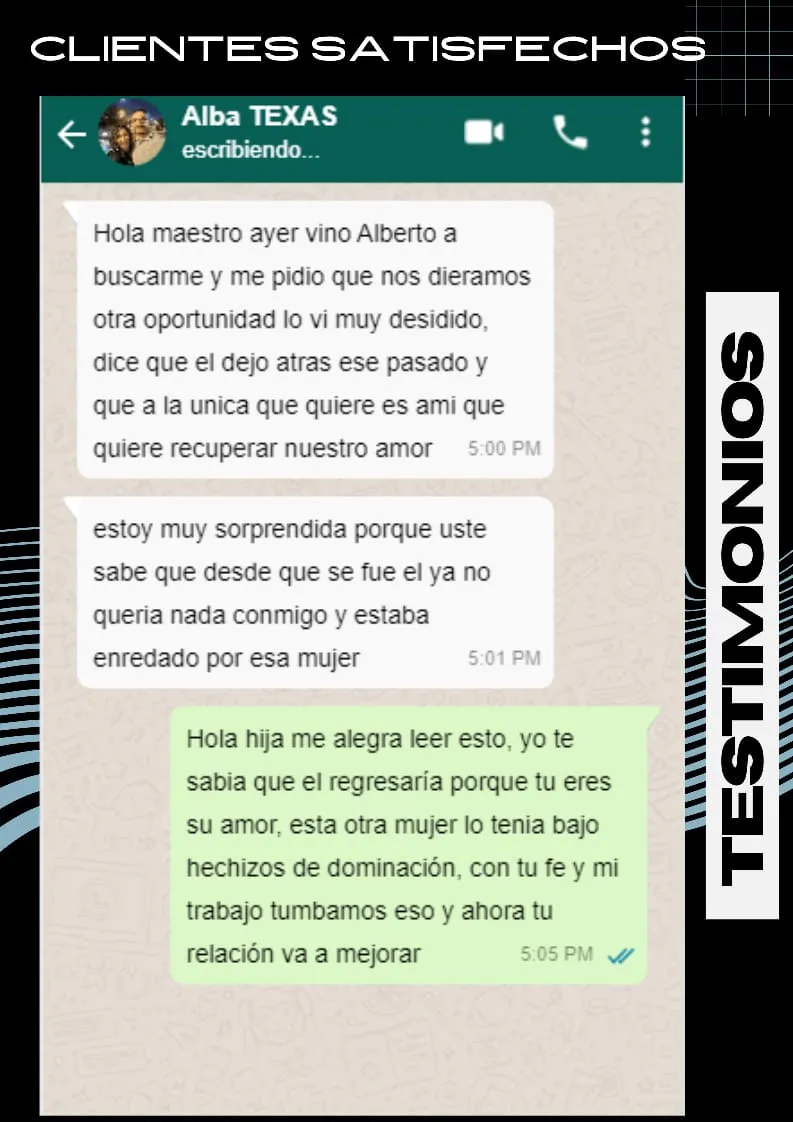 CLIENTES SATISFECHOS
Alba TEXAS
escribiendo...
Hola maestro ayer vino Alberto a
buscarme y me pidio que nos dieramos
otra oportunidad lo vi muy desidido,
dice que el dejo atras ese pasado y
que a la unica que quiere es ami que
quiere recuperar nuestro amor 5:00 PM
estoy muy sorprendida porque uste
sabe que desde que se fue el ya no
queria nada conmigo y estaba
enredado por esa mujer 5:01 PM
Hola hija me alegra leer esto, yo te
sabia que el regresaría porque tu eres
su amor, esta otra mujer lo tenia bajo
hechizos de dominación, con tu fe y mi
trabajo tumbamos eso y ahora tu
relación va a mejorar 5:05 PM
TESTIMONIOS